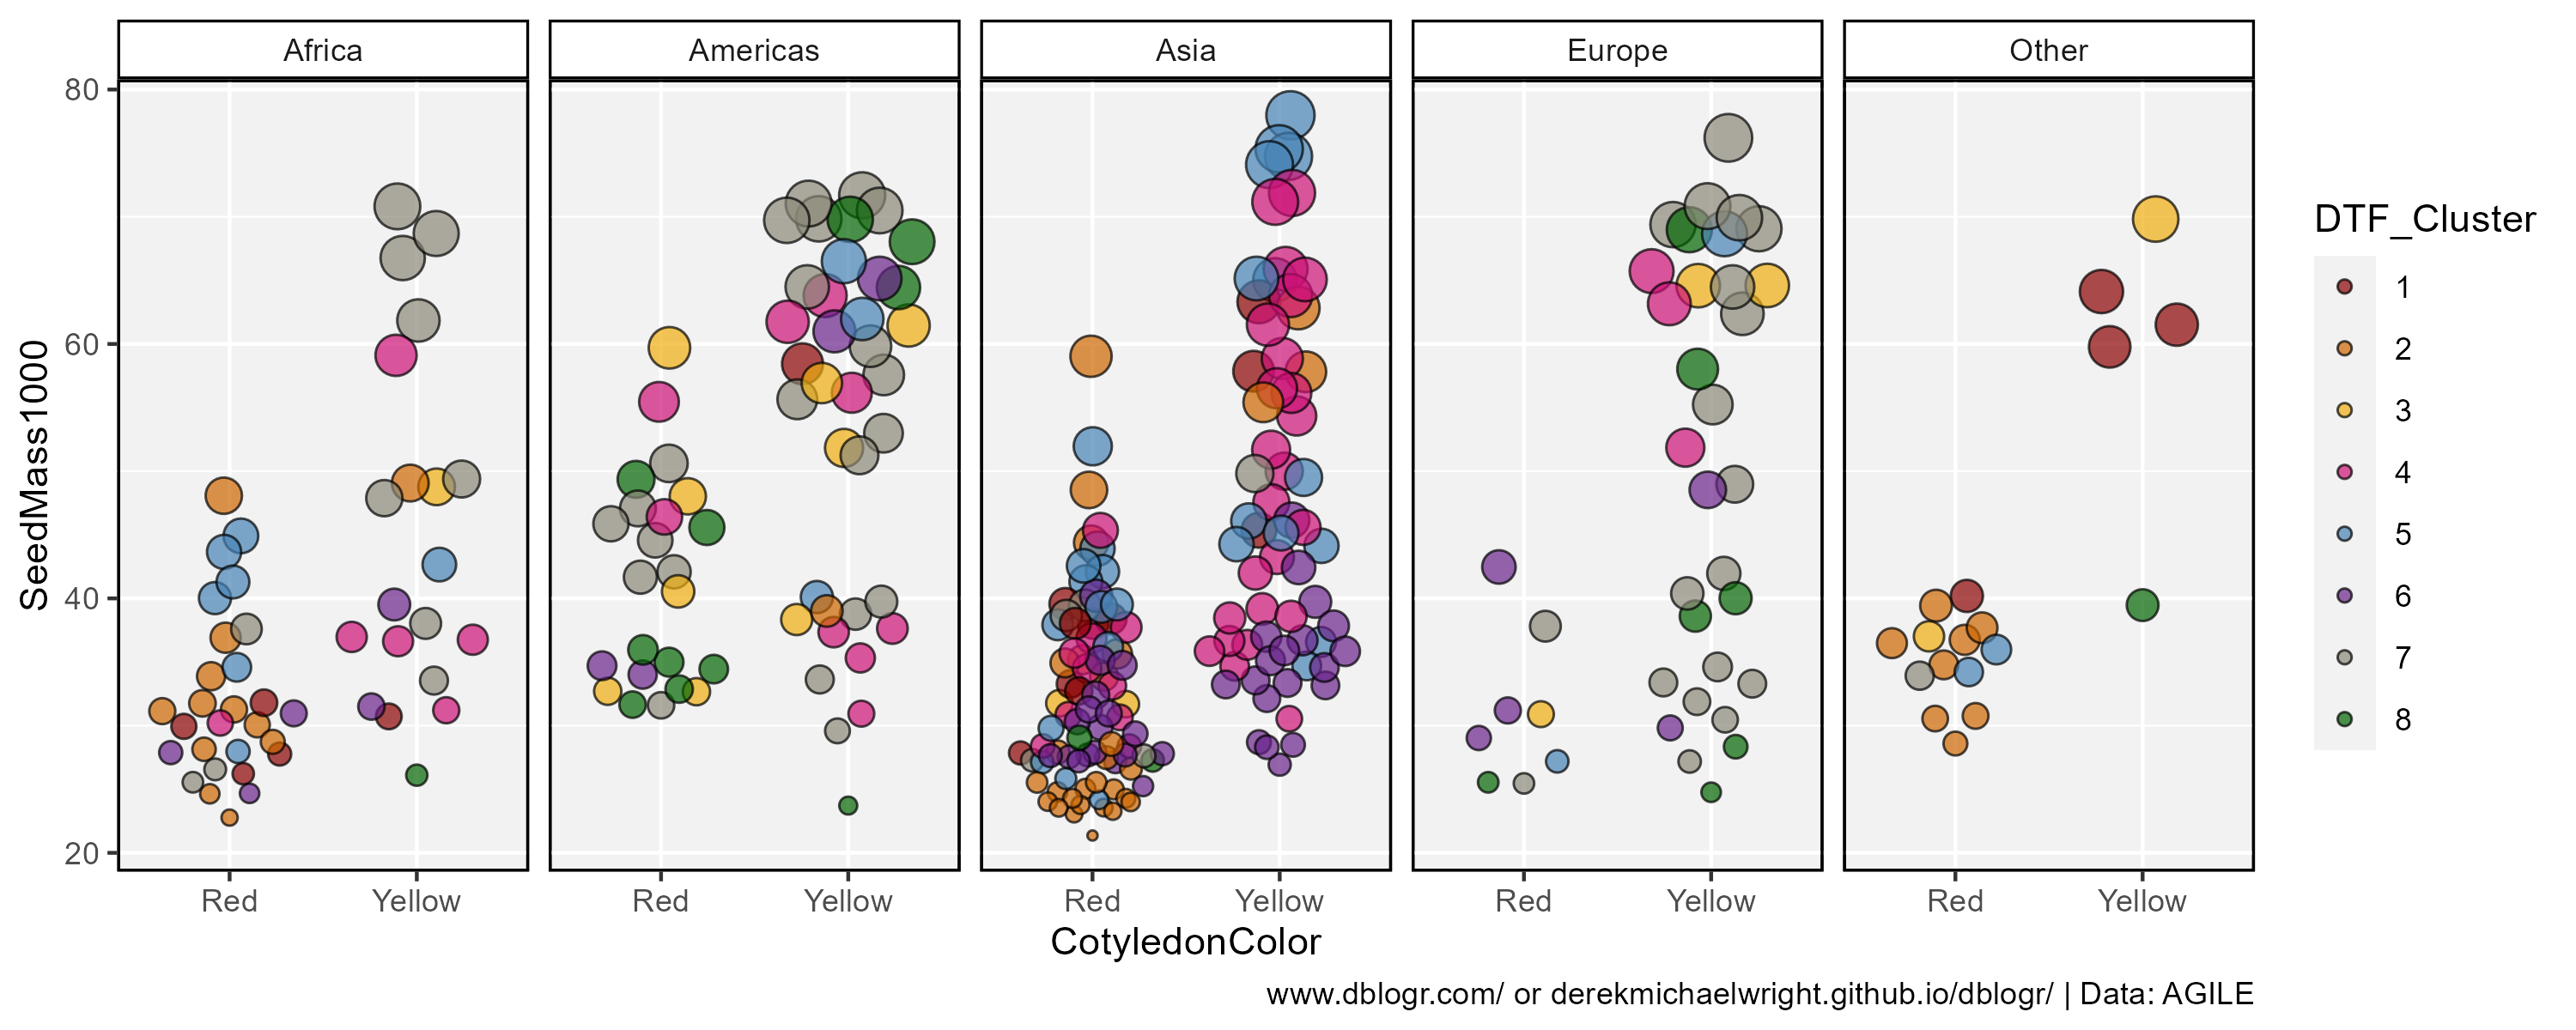 Africa Americas Asia Europe Other
80
60
40
20
SeedMass1000
Red Yellow Red Yellow Red Yellow Red Yellow Red Yellow
CotyledonColor
DTF_Cluster
1
2
3
4
5
6
7
8
www.dblogr.com/ or derekmichaelwright.github.io/dblogr/ | Data: AGILE